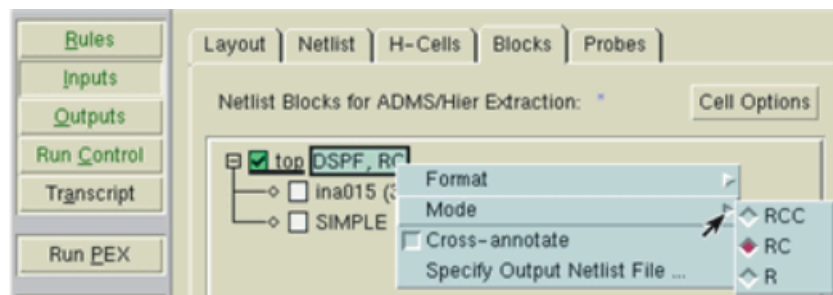 Rules
Inputs
Outputs
Run Control
Transcript
Run PEX
Layout Netlist H-Cells Blocks Probes
Netlist Blocks for ADMS/Hier Extraction: * Cell Options
top DSPF, RC
ina015 (3
SIMPLE
Format
Mode
Cross-annotate
Specify Output Netlist File ...
RCC
RC
R